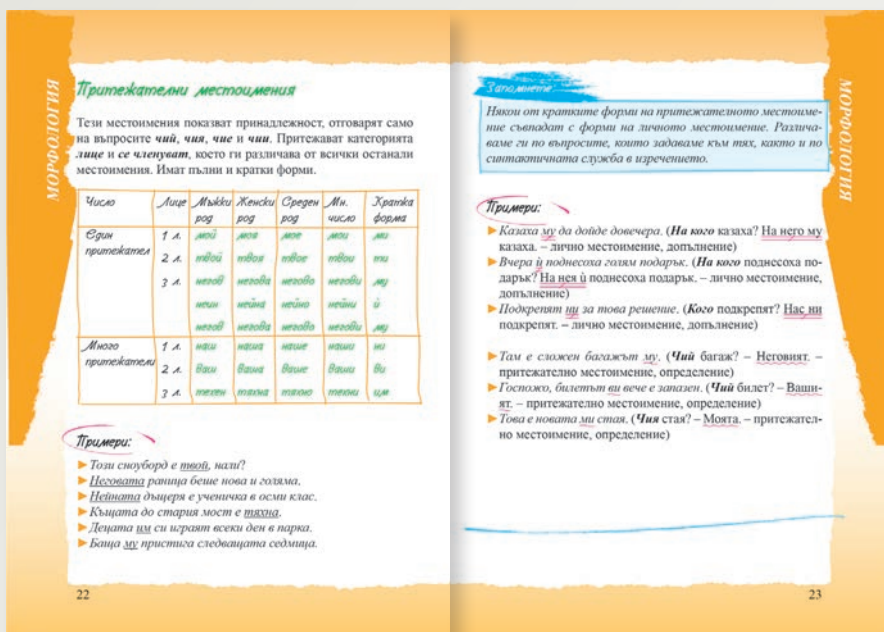 МОРФОЛОГИЯ
Притежателни местоимения
Тези местоимения показват принадлежност, отговарят само
на въпросите чий, чия, чие и чии. Притежават категорията
лице и се членуват, което ги различава от всички останали
местоимения. Имат пълни и кратки форми.
Число Лице Мъжки род Женски род Среден род Мн. число Кратка форма
Един притежател 1 л. мой моя мое мои ми
2 л. твой твоя твое твои ти
3 л. негов негова негово негови му
неин нейна нейно нейни ѝ
негов негова негово негови му
Много притежатели 1 л. наш наша наше наши ни
2 л. ваш ваша ваше ваши ви
3 л. техен тяхна тяхно техни им
Примери:
Този сноуборд е твой, нали?
Неговата раница беше нова и голяма.
Нейната дъщеря е ученичка в осми клас.
Къщата до стария мост е тяхна.
Децата им си играят всеки ден в парка.
Баща му пристига следващата седмица.
22
Запомнете
Някои от кратките форми на притежателното местоиме-
ние съвпадат с форми на личното местоимение. Различа-
ваме ги по въпросите, които задаваме към тях, както и по
синтактичната служба в изречението.
Примери:
Казаха му да дойде довечера. (На кого казаха? На него му
казаха. – лично местоимение, допълнение)
Вчера ѝ поднесоха голям подарък. (На кого поднесоха по-
дарък? На нея ѝ поднесоха подарък. – лично местоимение,
допълнение)
Подкрепят ни за това решение. (Кого подкрепят? Нас ни
подкрепят. – лично местоимение, допълнение)
Там е сложен багажът му. (Чий багаж? – Неговият. –
притежателно местоимение, определение)
Госпожо, билетът ви вече е запазен. (Чий билет? – Ваши-
ят. – притежателно местоимение, определение)
Това е новата ми стая. (Чия стая? – Моята. – притежател-
но местоимение, определение)
МОРФОЛОГИЯ
23